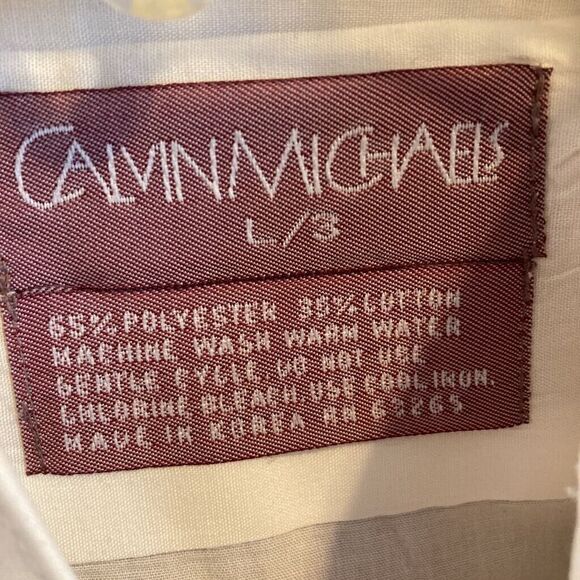 CALVIN MICHAELS
L/3
65% POLYESTER 35% COTTON
MACHINE WASH WARM WATER
GENTLE CYCLE. DO NOT USE
CHLORINE BLEACH. USE COOL IRON.
MADE IN KOREA RN 63265